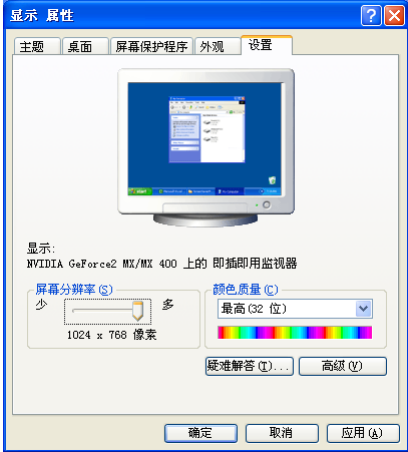 显示 属性
主题 桌面 屏幕保护程序 外观 设置
显示:
NVIDIA GeForce2 MX/MX 400 上的 即插即用监视器
屏幕分辨率(S) 颜色质量(C)
少 多 最高(32 位)
1024 x 768 像素
疑难解答(T)... 高级(V)
确定 取消 应用(A)